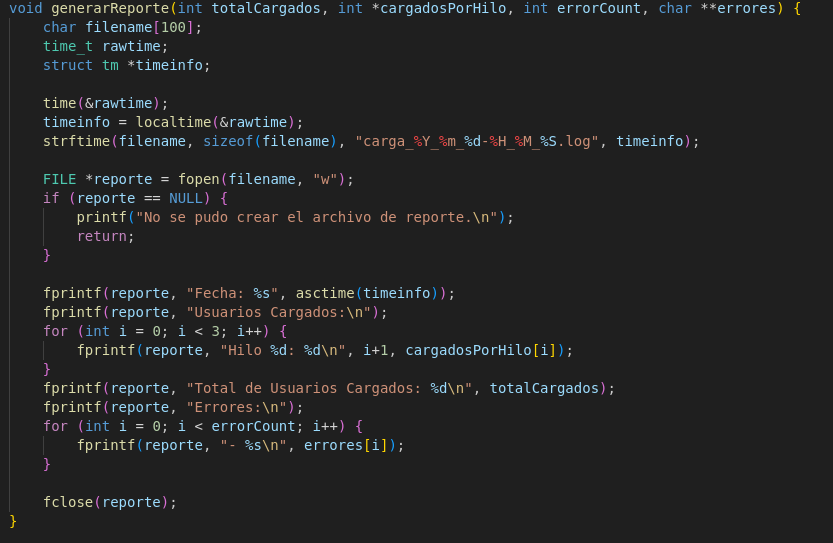 void generarReporte(int totalCargados, int *cargadosPorHilo, int errorCount, char **errores) {
    char filename[100];
    time_t rawtime;
    struct tm *timeinfo;

    time(&rawtime);
    timeinfo = localtime(&rawtime);
    strftime(filename, sizeof(filename), "carga_%Y_%m_%d-%H_%M_%S.log", timeinfo);

    FILE *reporte = fopen(filename, "w");
    if (reporte == NULL) {
        printf("No se pudo crear el archivo de reporte.\n");
        return;
    }

    fprintf(reporte, "Fecha: %s", asctime(timeinfo));
    fprintf(reporte, "Usuarios Cargados:\n");
    for (int i = 0; i < 3; i++) {
        fprintf(reporte, "Hilo %d: %d\n", i+1, cargadosPorHilo[i]);
    }
    fprintf(reporte, "Total de Usuarios Cargados: %d\n", totalCargados);
    fprintf(reporte, "Errores:\n");
    for (int i = 0; i < errorCount; i++) {
        fprintf(reporte, "- %s\n", errores[i]);
    }

    fclose(reporte);
}